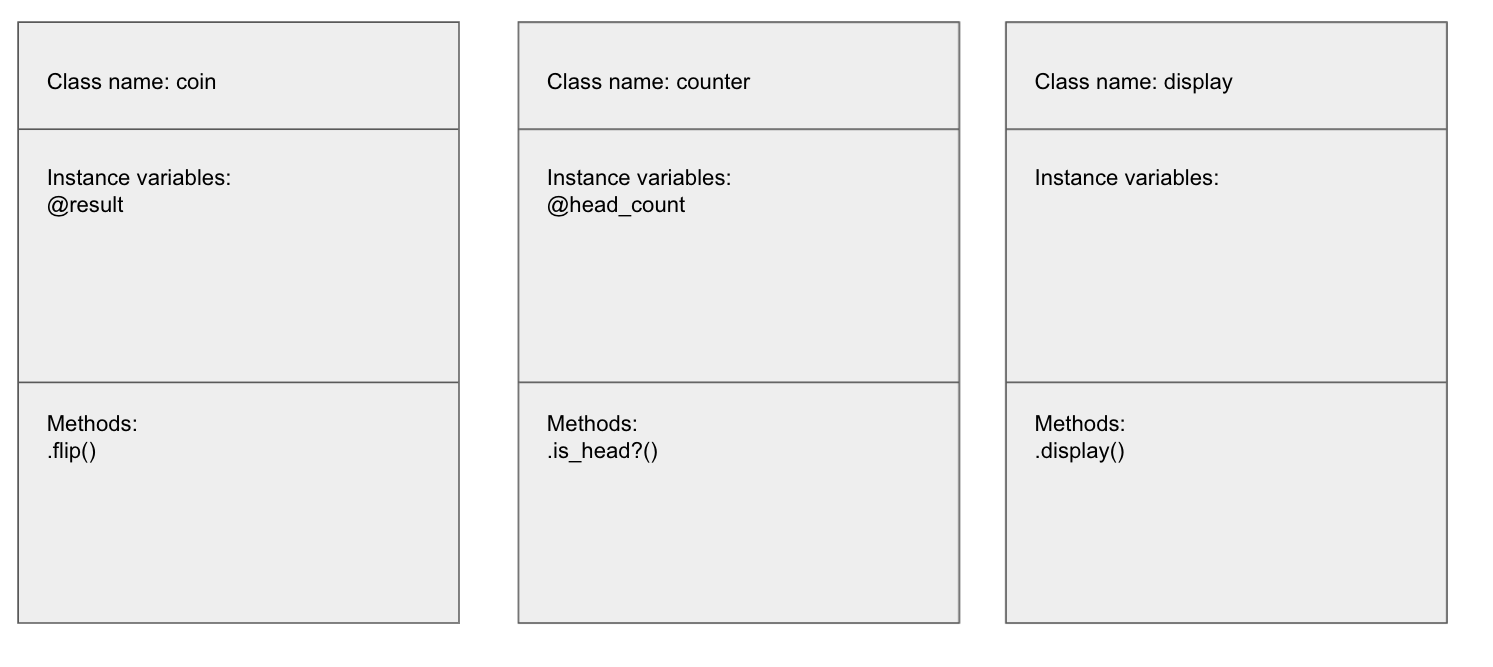 Class name: coin
Instance variables:
@result
Methods:
.flip()
Class name: counter
Instance variables:
@head_count
Methods:
.is_head?()
Class name: display
Instance variables:
Methods:
.display()